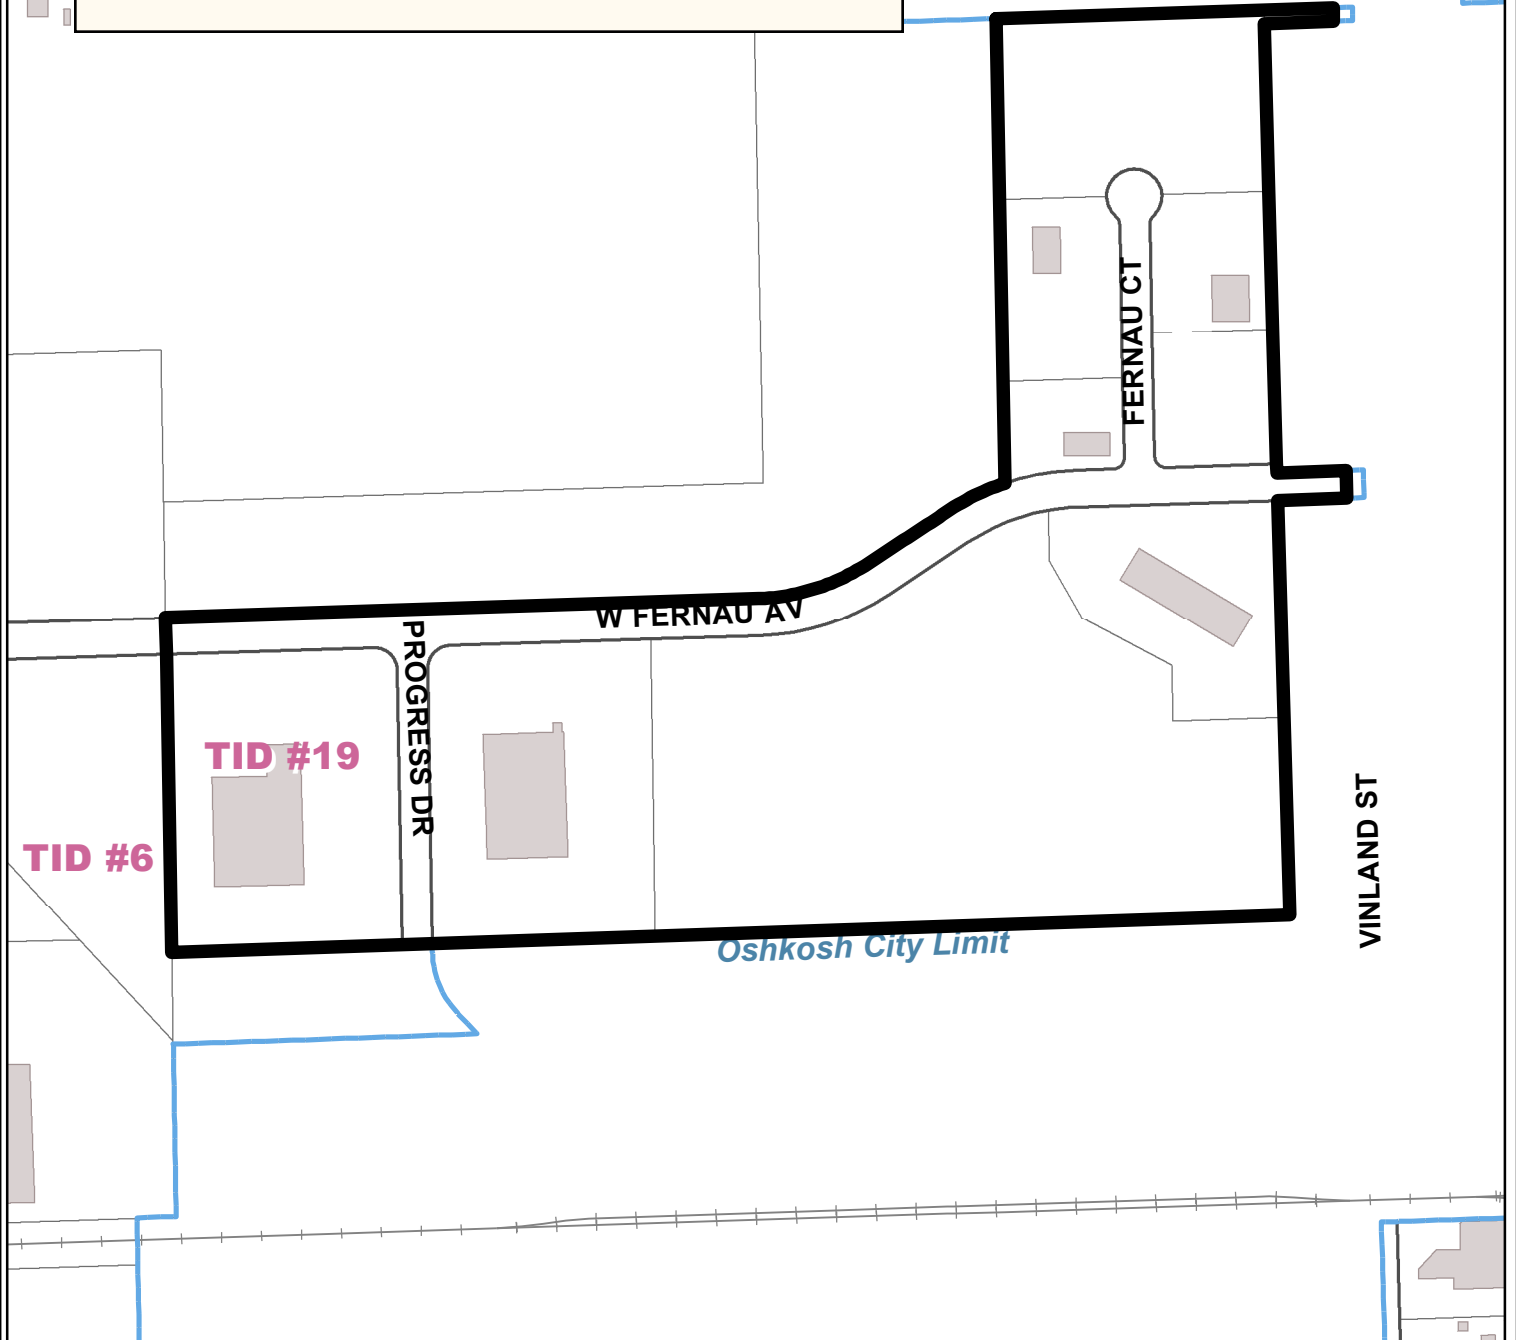 FERNAU CT
W FERNAU AV
PROGRESS DR
TID #19
TID #6
VINLAND ST
Oshkosh City Limit